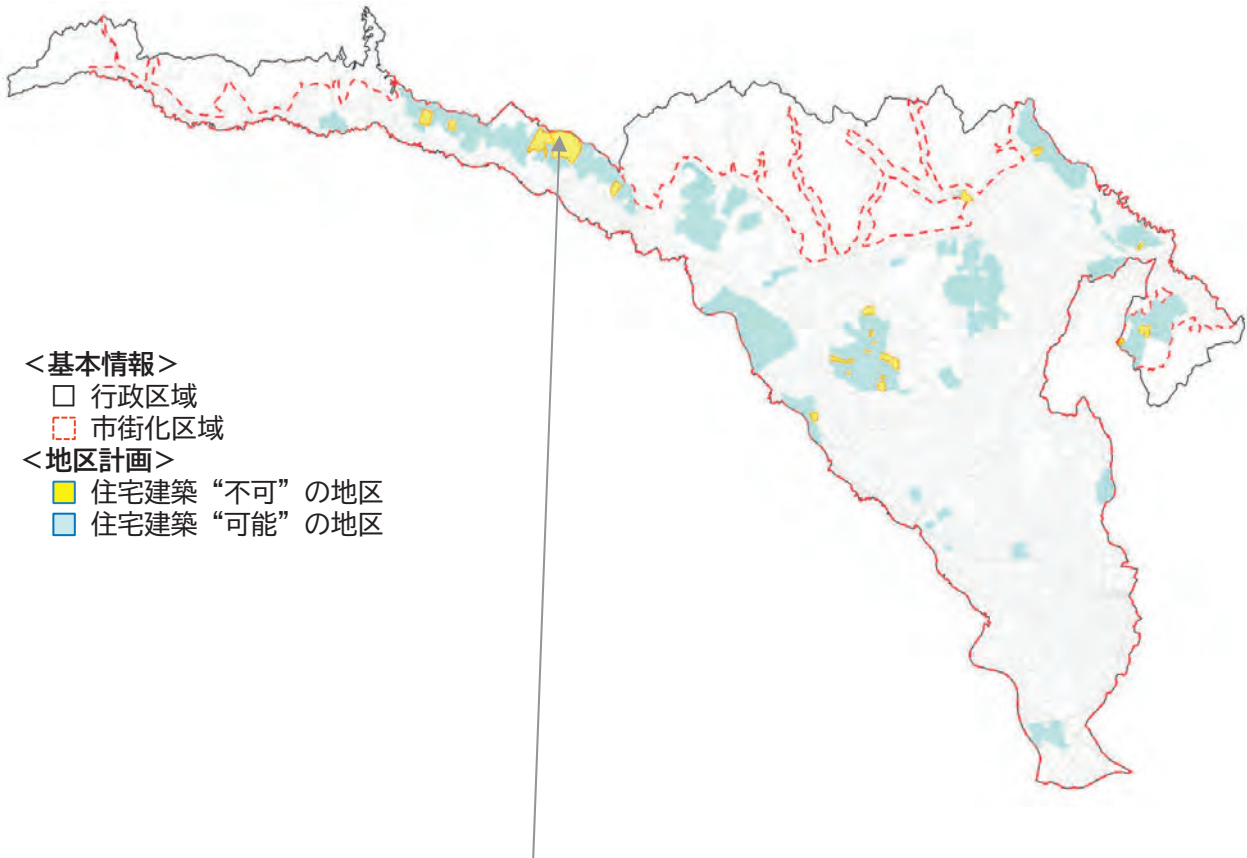 ＜基本情報＞
行政区域
市街化区域
＜地区計画＞
住宅建築“不可”の地区
住宅建築“可能”の地区